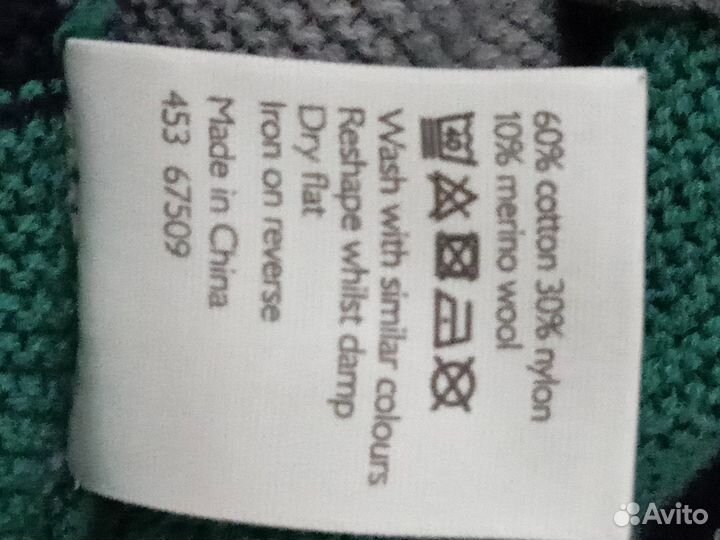 60% cotton 30% nylon
10% merino wool
40
Wash with similar colours
Reshape whilst damp
Dry flat
Iron on reverse
Made in China
453 67509
Avito